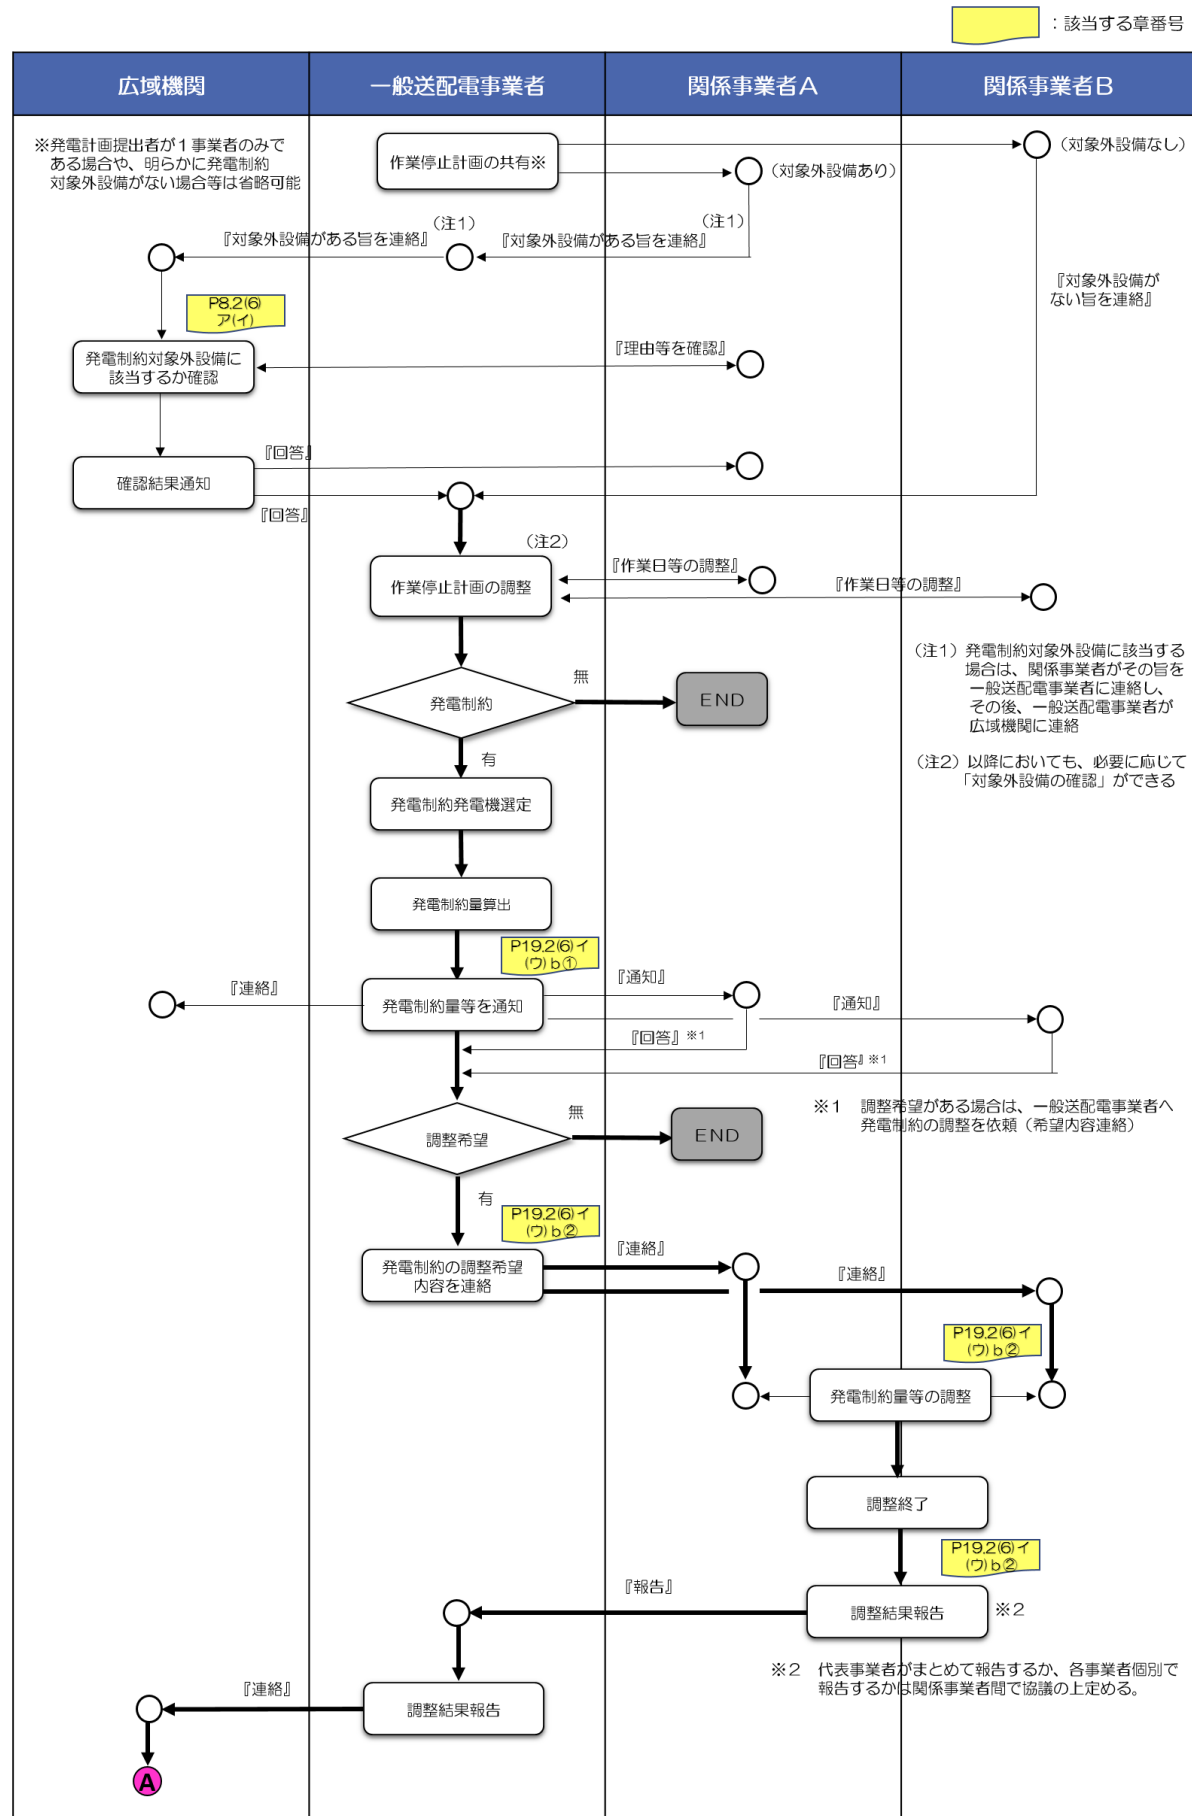 ：該当する章番号
広域機関
一般送配電事業者
関係事業者A
関係事業者B
※発電計画提出者が１事業者のみで
ある場合や、明らかに発電制約
対象外設備がない場合等は省略可能
作業停止計画の共有※
（対象外設備なし）
（対象外設備あり）
（注1）
（注1）
『対象外設備がある旨を連絡』
『対象外設備がある旨を連絡』
『対象外設備が
ない旨を連絡』
P8.2(6)
ア(イ)
発電制約対象外設備に
該当するか確認
『理由等を確認』
確認結果通知
『回答』
『回答』
（注2）
作業停止計画の調整
『作業日等の調整』
『作業日等の調整』
（注1）発電制約対象外設備に該当する
場合は、関係事業者がその旨を
一般送配電事業者に連絡し、
その後、一般送配電事業者が
広域機関に連絡
（注2）以降においても、必要に応じて
「対象外設備の確認」ができる
発電制約
無
END
有
発電制約発電機選定
発電制約量算出
P19.2(6)イ
(ウ)ｂ①
発電制約量等を通知
『連絡』
『通知』
『通知』
『回答』※1
『回答』※1
※1　調整希望がある場合は、一般送配電事業者へ
発電制約の調整を依頼（希望内容連絡）
調整希望
無
END
有
P19.2(6)イ
(ウ)ｂ②
発電制約の調整希望
内容を連絡
『連絡』
『連絡』
P19.2(6)イ
(ウ)ｂ②
発電制約量等の調整
調整終了
P19.2(6)イ
(ウ)ｂ②
調整結果報告
※2
『報告』
※2　代表事業者がまとめて報告するか、各事業者個別で
報告するかは関係事業者間で協議の上定める。
調整結果報告
『連絡』
A